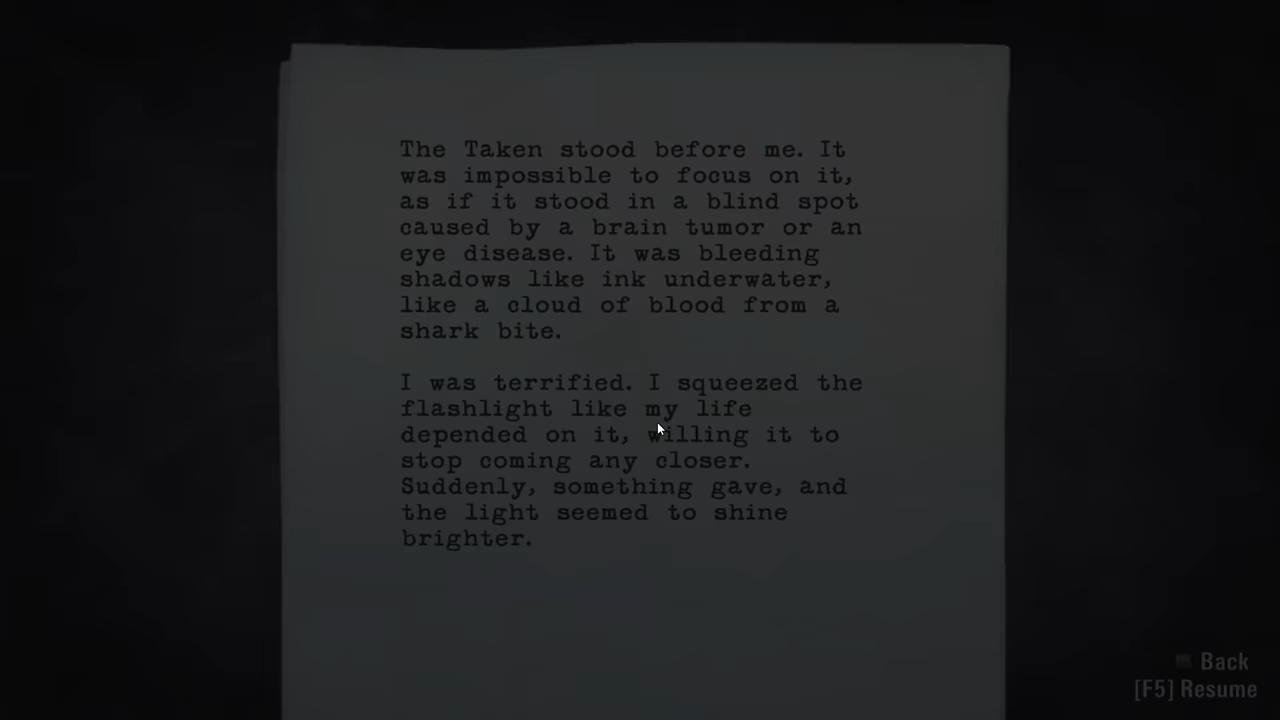 The Taken stood before me. It
was impossible to focus on it,
as if it stood in a blind spot
caused by a brain tumor or an
eye disease. It was bleeding
shadows like ink underwater,
like a cloud of blood from a
shark bite.
I was terrified. I squeezed the
flashlight like my life
depended on it, willing it to
stop coming any closer.
Suddenly, something gave, and
the light seemed to shine
brighter.
Back
[F5] Resume